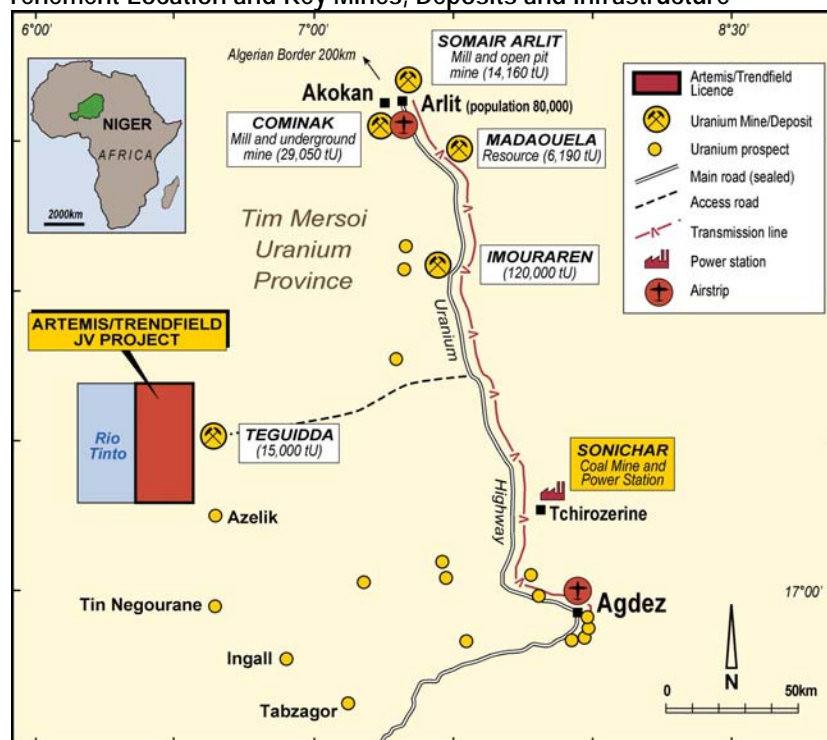 Tenement Location and Key Mines, Deposits and Infrastructure
6°00'
7°00'
8°30'
NIGER
AFRICA
2000km
Algerian Border 200km
SOMAIR ARLIT
Mill and open pit
mine (14,160 tU)
Akokan
Arlit (population 80,000)
COMINAK
Mill and underground
mine (29,050 tU)
MADAOUELA
Resource (6,190 tU)
Artemis/Trendfield
Licence
Uranium Mine/Deposit
Uranium prospect
Main road (sealed)
Access road
Transmission line
Power station
Airstrip
Tim Mersoi
Uranium
Province
IMOURAREN
(120,000 tU)
ARTEMIS/TRENDFIELD
JV PROJECT
Uranium
Rio
Tinto
TEGUIDDA
(15,000 tU)
SONICHAR
Coal Mine and
Power Station
Highway
Azelik
Tchirozerine
Tin Negourane
17°00'
Agdez
Ingall
Tabzagor
N
0
50km